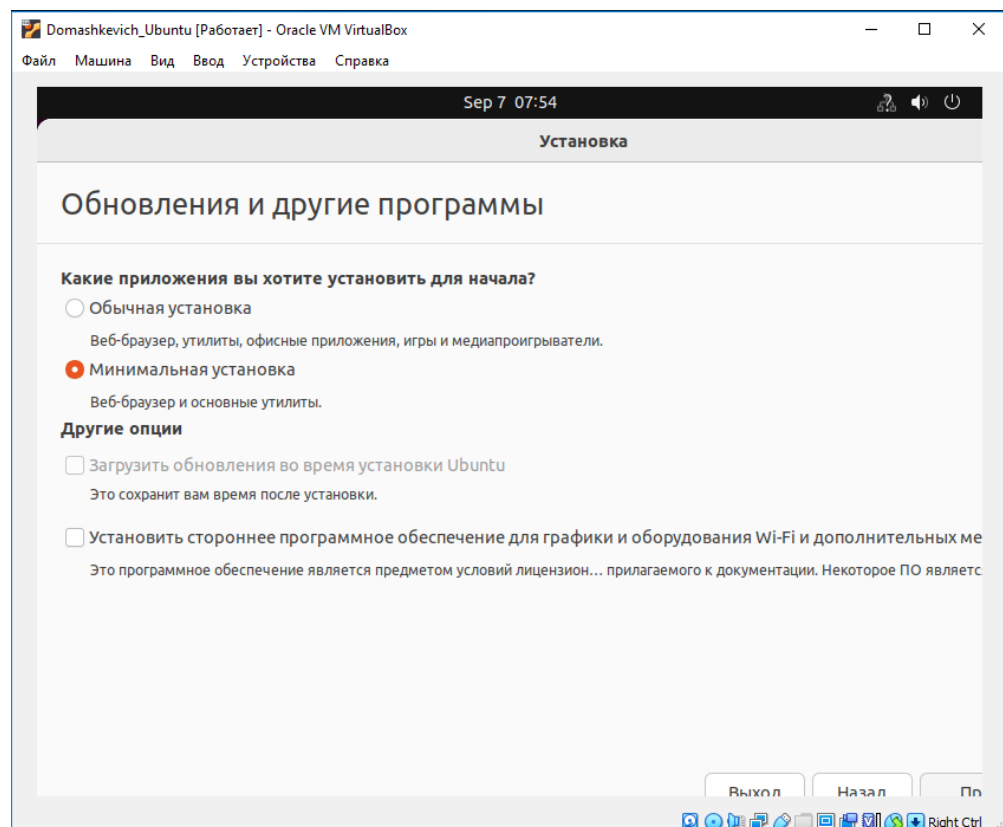 Domashkevich_Ubuntu [Работает] - Oracle VM VirtualBox
Файл Машина Вид Ввод Устройства Справка
Sep 7 07:54
Установка
Обновления и другие программы
Какие приложения вы хотите установить для начала?
Обычная установка
Веб-браузер, утилиты, офисные приложения, игры и медиапроигрыватели.
Минимальная установка
Веб-браузер и основные утилиты.
Другие опции
Загрузить обновления во время установки Ubuntu
Это сохранит вам время после установки.
Установить стороннее программное обеспечение для графики и оборудования Wi-Fi и дополнительных ме
Это программное обеспечение является предметом условий лицензион... прилагаемого к документации. Некоторое ПО являетс
Выход Назад Пр
Right Ctrl